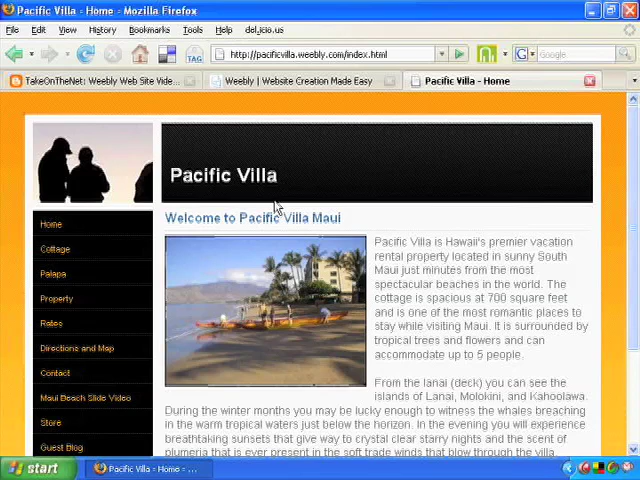 Pacific Villa - Home - Mozilla Firefox
File Edit View History Bookmarks Tools Help del.icio.us
TAG http://pacificvilla.weebly.com/index.html Google
TakeOnTheNet: Weebly Web Site Vide... Weebly | Website Creation Made Easy Pacific Villa - Home
Pacific Villa
Home
Cottage
Palapa
Property
Rates
Directions and Map
Contact
Maui Beach Slide Video
Store
Guest Blog
Welcome to Pacific Villa Maui
Pacific Villa is Hawaii's premier vacation
rental property located in sunny South
Maui just minutes from the most
spectacular beaches in the world. The
cottage is spacious at 700 square feet
and is one of the most romantic places to
stay while visiting Maui. It is surrounded by
tropical trees and flowers and can
accommodate up to 5 people.
From the lanai (deck) you can see the
islands of Lanai, Molokini, and Kahoolawa.
During the winter months you may be lucky enough to witness the whales breaching
in the warm tropical waters just below the horizon. In the evening you will experience
breathtaking sunsets that give way to crystal clear starry nights and the scent of
plumeria that is ever present in the soft trade winds that blow through the villa.
start Pacific Villa - Home - ... 6:14 PM